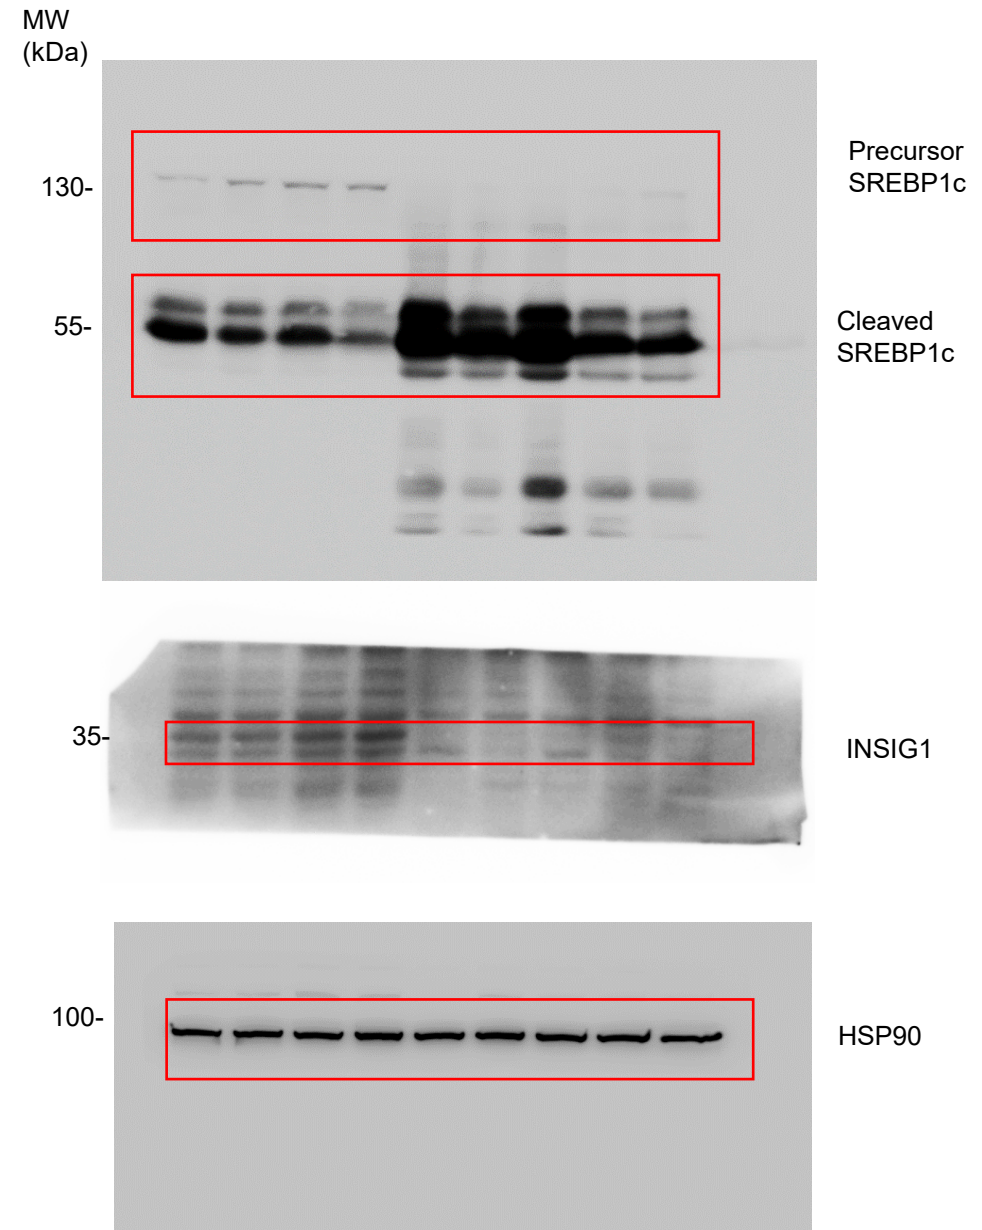 MW
(kDa)
Precursor
SREBP1c
130-
55-
Cleaved
SREBP1c
35-
INSIG1
100-
HSP90